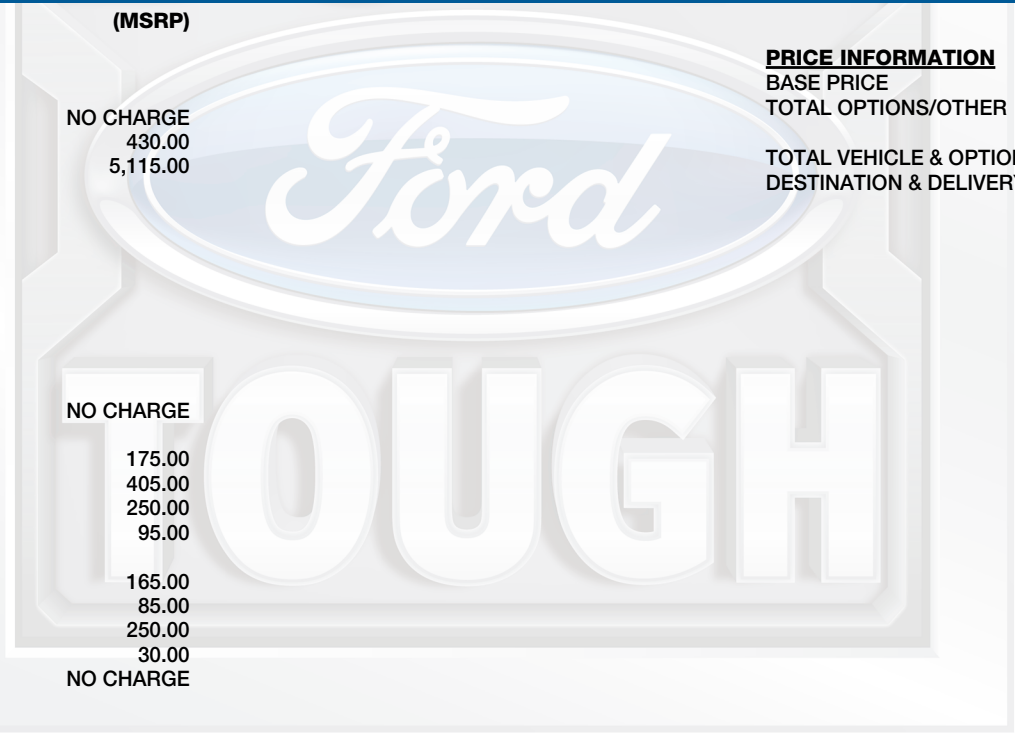 (MSRP)
NO CHARGE
430.00
5,115.00
NO CHARGE
175.00
405.00
250.00
95.00
165.00
85.00
250.00
30.00
NO CHARGE
PRICE INFORMATION
BASE PRICE
TOTAL OPTIONS/OTHER
TOTAL VEHICLE & OPTION
DESTINATION & DELIVERY
Ford
TOUGH